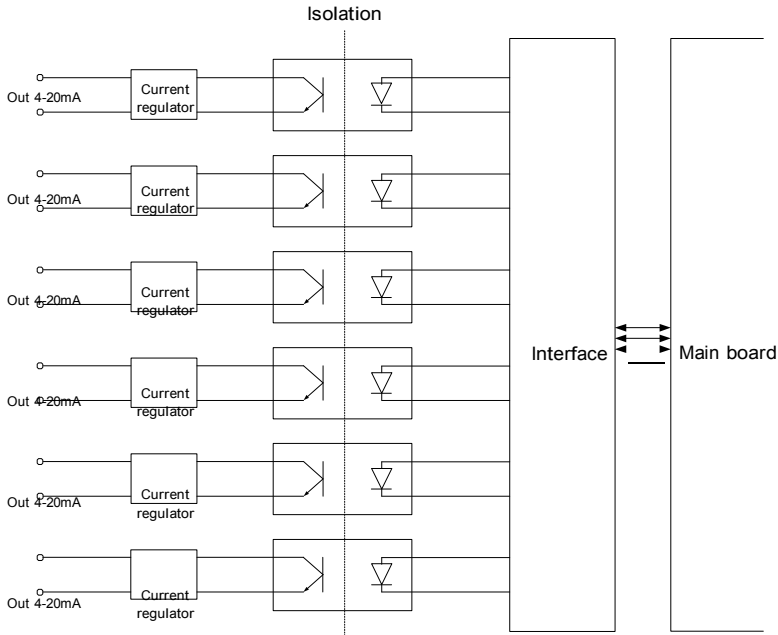 Isolation
Out 4-20mA
Current
regulator
Out 4-20mA
Current
regulator
Out 4-20mA
Current
regulator
Interface
Main board
Out 4-20mA
Current
regulator
Out 4-20mA
Current
regulator
Out 4-20mA
Current
regulator